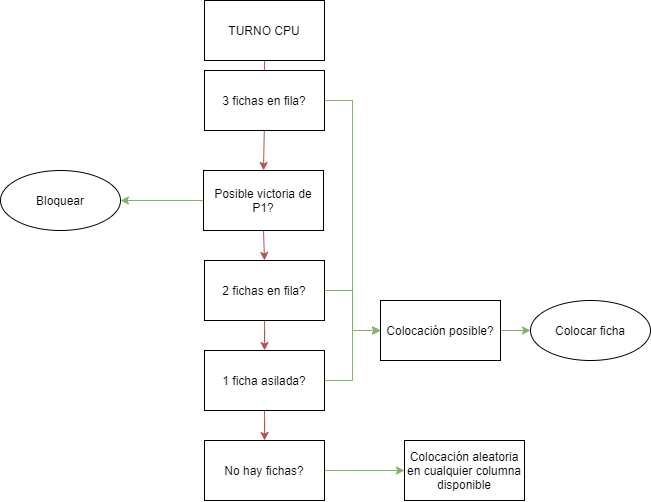 TURNO CPU
3 fichas en fila?
Posible victoria de
P1?
Bloquear
2 fichas en fila?
Colocación posible?
Colocar ficha
1 ficha asilada?
No hay fichas?
Colocación aleatoria
en cualquier columna
disponible